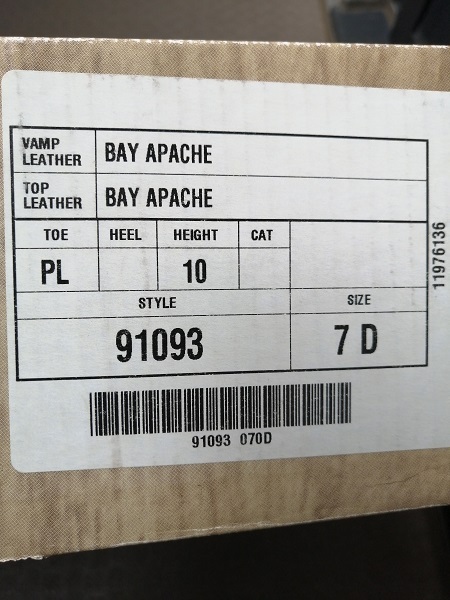 VAMP
LEATHER
BAY APACHE
TOP
LEATHER
BAY APACHE
TOE HEEL HEIGHT CAT
PL 10
STYLE SIZE
91093 7 D
91093 070D
11976136